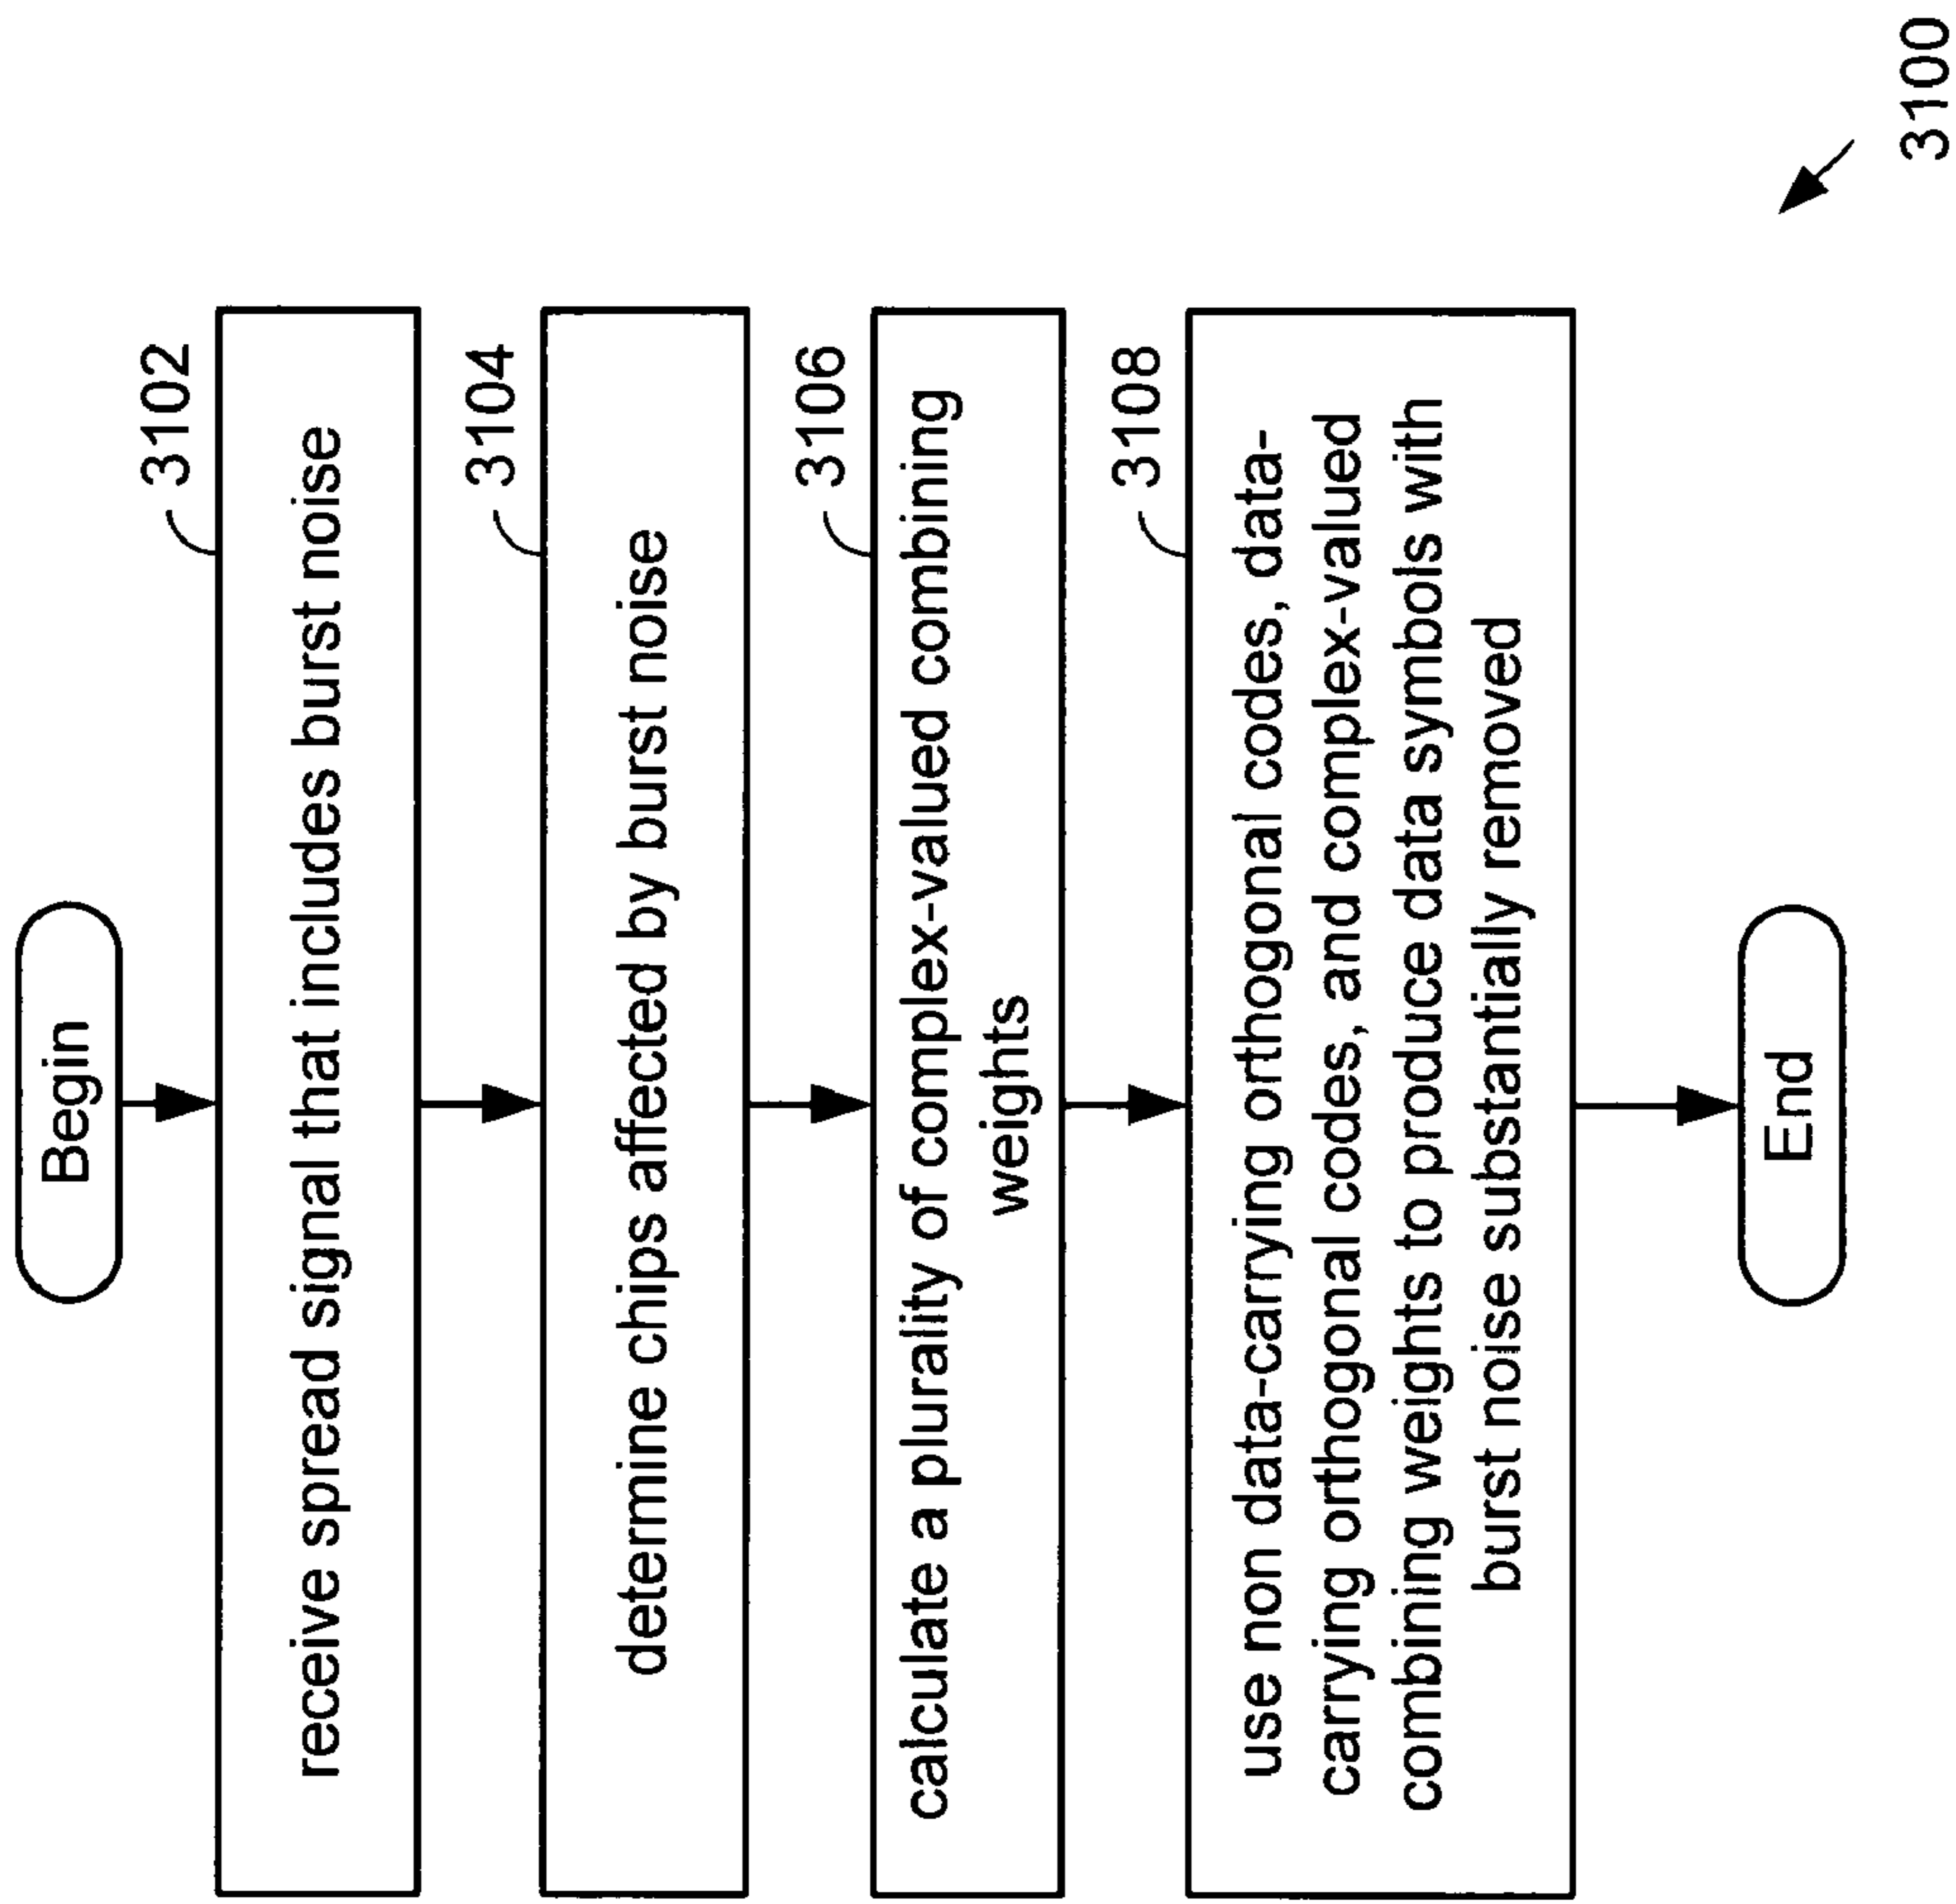 Begin
3102
receive spread signal that includes burst noise
3104
determine chips affected by burst noise
3106
calculate a plurality of complex-valued combining
weights
3108
use non data-carrying orthogonal codes, data-
carrying orthogonal codes, and complex-valued
combining weights to produce data symbols with
burst noise substantially removed
End
3100